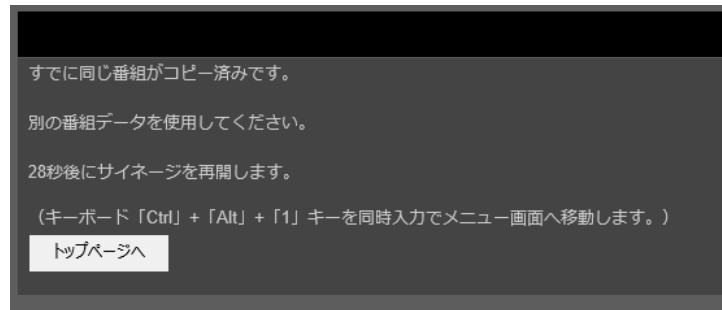 すでに同じ番組がコピー済みです。
別の番組データを使用してください。
28秒後にサイネージを再開します。
（キーボード「Ctrl」+「Alt」+「1」キーを同時入力でメニュー画面へ移動します。）
トップページへ